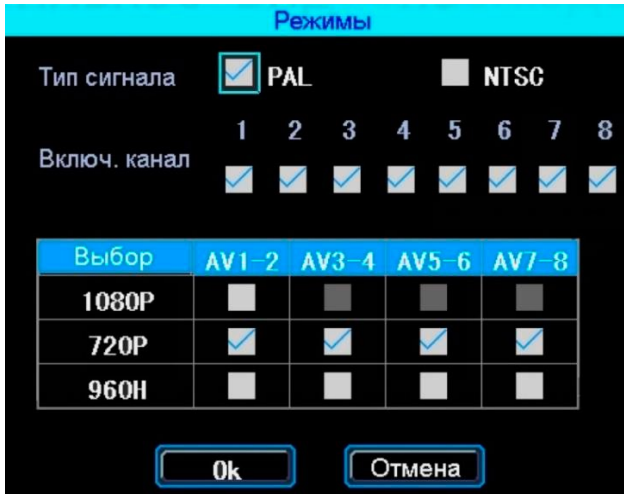 Режимы
Тип сигнала PAL NTSC
1 2 3 4 5 6 7 8
Включ. канал
Выбор AV1-2 AV3-4 AV5-6 AV7-8
1080P
720P
960H
Ok Отмена